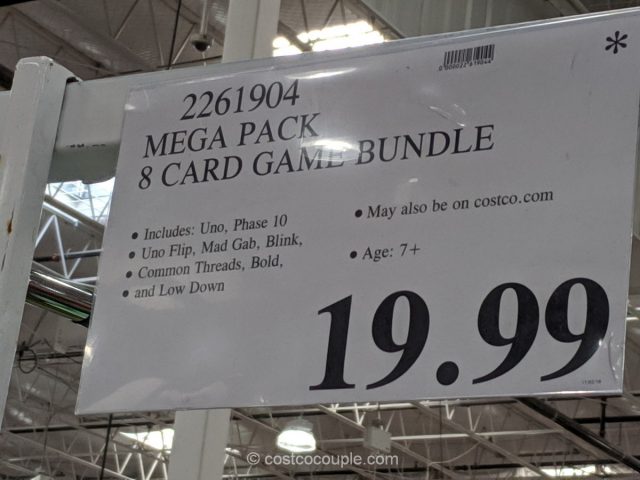 *
2261904
MEGA PACK
8 CARD GAME BUNDLE
• Includes: Uno, Phase 10
• Uno Flip, Mad Gab, Blink,
• Common Threads, Bold,
• and Low Down
• May also be on costco.com
• Age: 7+
19.99
© costcocouple.com